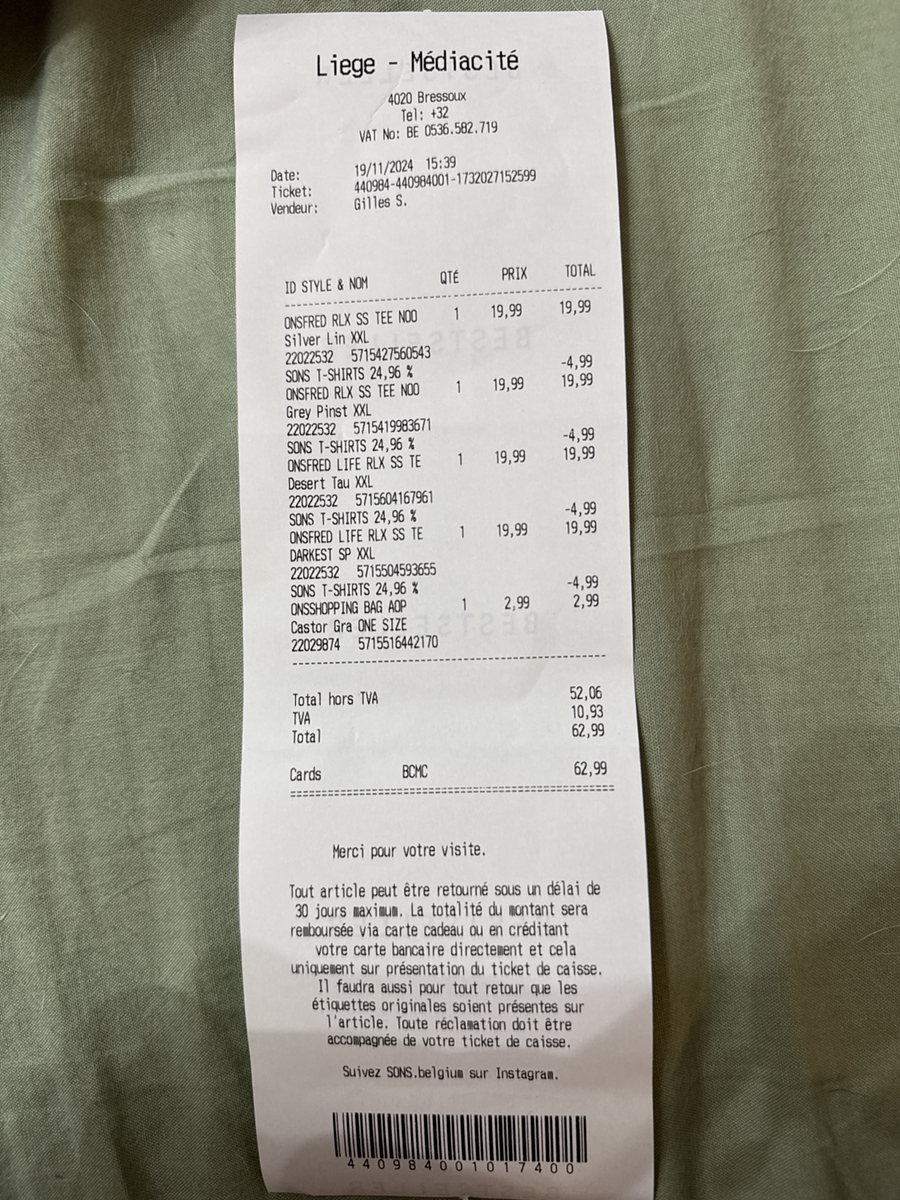 Liege - Médiacité
4020 Bressoux
Tel: +32
VAT No: BE 0536.582.719
Date: 19/11/2024 15:39
Ticket: 440984-440984001-1732027152599
Vendeur: Gilles S.
ID STYLE & NOM QTÉ PRIX TOTAL
ONSFRED RLX SS TEE NOO 1 19,99 19,99
Silver Lin XXL
22022532 5715427560543
SONS T-SHIRTS 24,96 % -4,99
ONSFRED RLX SS TEE NOO 1 19,99 19,99
Grey Pinst XXL
22022532 5715419983671
SONS T-SHIRTS 24,96 % -4,99
ONSFRED LIFE RLX SS TE 1 19,99 19,99
Desert Tau XXL
22022532 5715604167961
SONS T-SHIRTS 24,96 % -4,99
ONSFRED LIFE RLX SS TE 1 19,99 19,99
DARKEST SP XXL
22022532 5715504593655
SONS T-SHIRTS 24,96 % -4,99
ONSSHOPPING BAG AOP 1 2,99 2,99
Castor Gra ONE SIZE
22029874 5715516442170
Total hors TVA 52,06
TVA 10,93
Total 62,99
Cards BCMC 62,99
Merci pour votre visite.
Tout article peut être retourné sous un délai de
30 jours maximum. La totalité du montant sera
remboursée via carte cadeau ou en créditant
votre carte bancaire directement et cela
uniquement sur présentation du ticket de caisse.
Il faudra aussi pour tout retour que les
étiquettes originales soient présentes sur
l'article. Toute réclamation doit être
accompagnée de votre ticket de caisse.
Suivez SONS.belgium sur Instagram.
440984001017400